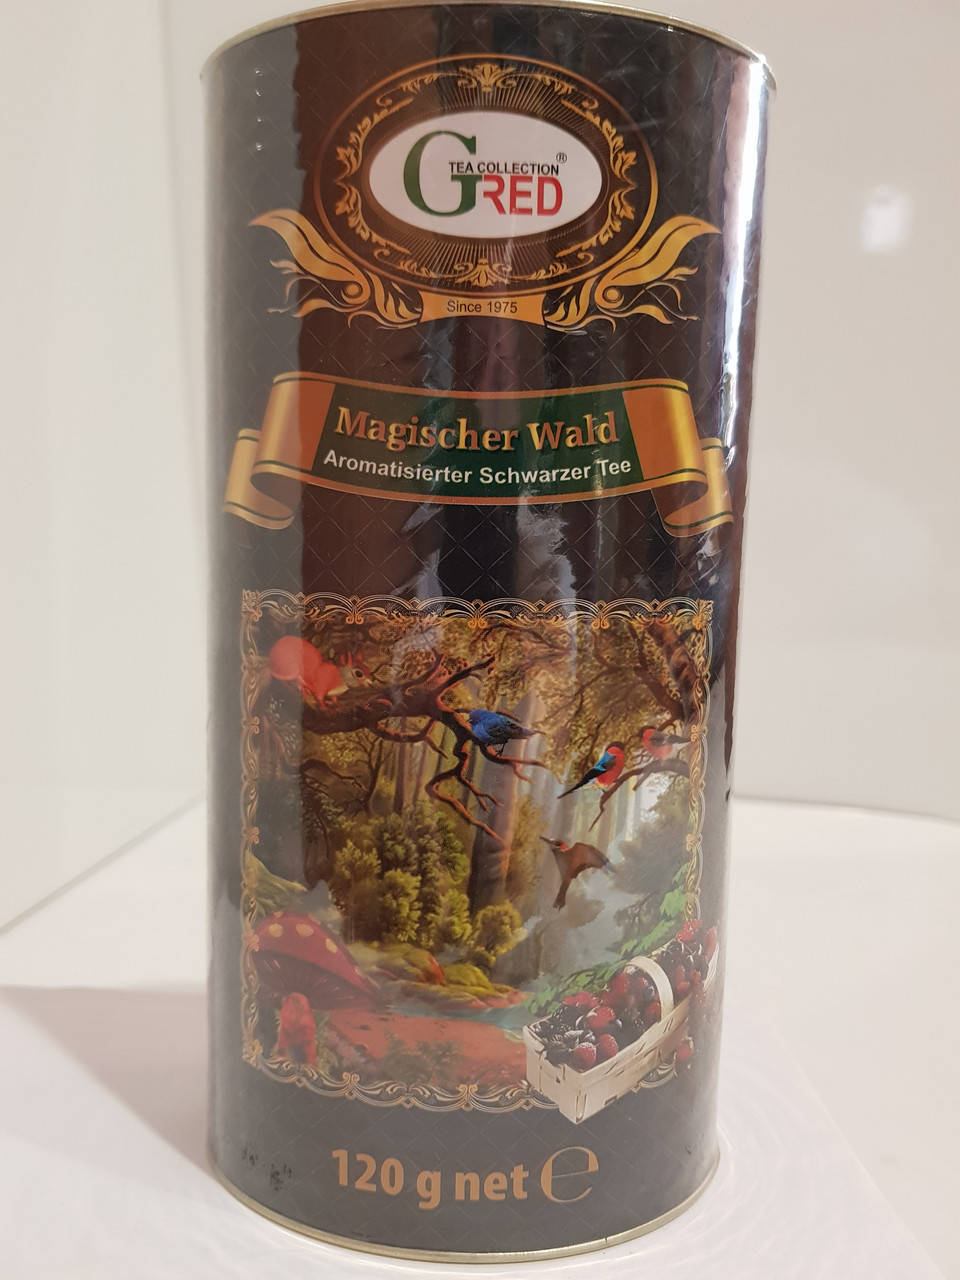 GRED
TEA COLLECTION®
Since 1975
Magischer Wald
Aromatisierter Schwarzer Tee
120 g net ℮